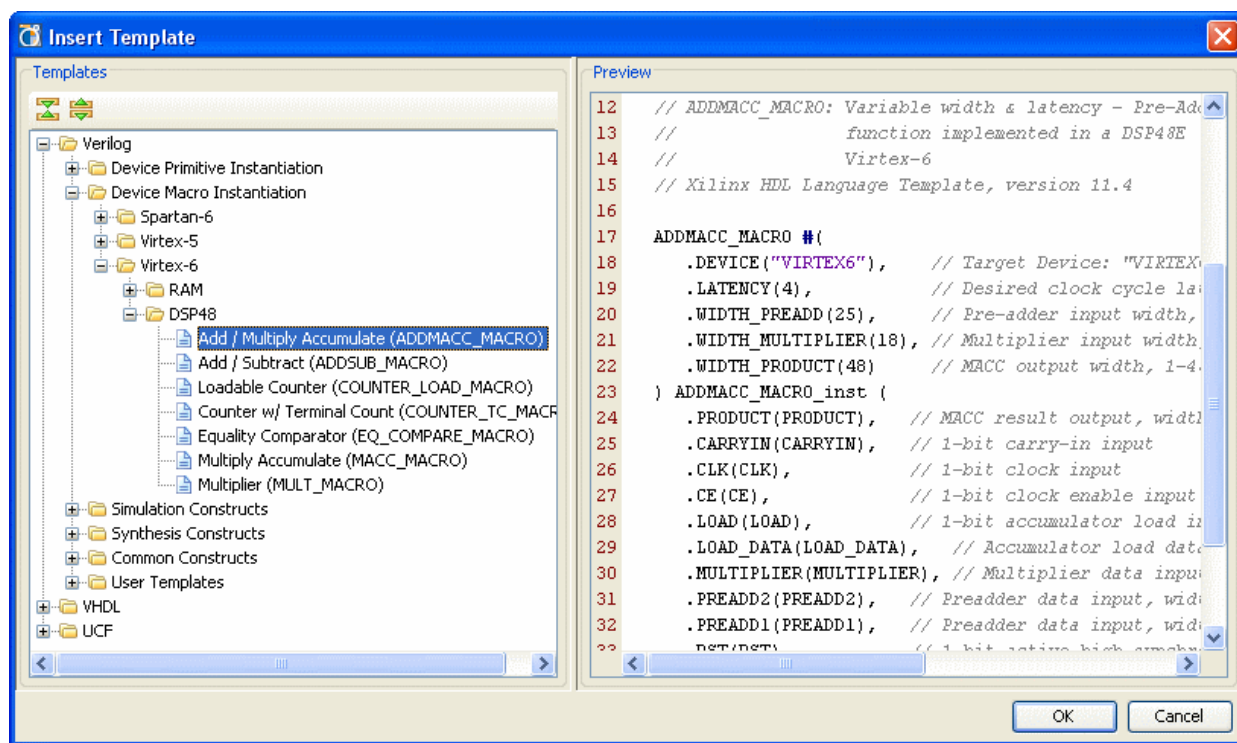 Insert Template
Templates
Verilog
Device Primitive Instantiation
Device Macro Instantiation
Spartan-6
Virtex-5
Virtex-6
RAM
DSP48
Add / Multiply Accumulate (ADDMACC_MACRO)
Add / Subtract (ADDSUB_MACRO)
Loadable Counter (COUNTER_LOAD_MACRO)
Counter w/ Terminal Count (COUNTER_TC_MACR
Equality Comparator (EQ_COMPARE_MACRO)
Multiply Accumulate (MACC_MACRO)
Multiplier (MULT_MACRO)
Simulation Constructs
Synthesis Constructs
Common Constructs
User Templates
VHDL
UCF
Preview
12 // ADDMACC_MACRO: Variable width & latency - Pre-Add
13 // function implemented in a DSP48E
14 // Virtex-6
15 // Xilinx HDL Language Template, version 11.4
16
17 ADDMACC_MACRO #(
18 .DEVICE("VIRTEX6"), // Target Device: "VIRTEX
19 .LATENCY(4), // Desired clock cycle la
20 .WIDTH_PREADD(25), // Pre-adder input width,
21 .WIDTH_MULTIPLIER(18), // Multiplier input width
22 .WIDTH_PRODUCT(48) // MACC output width, 1-4
23 ) ADDMACC_MACRO_inst (
24 .PRODUCT(PRODUCT), // MACC result output, width
25 .CARRYIN(CARRYIN), // 1-bit carry-in input
26 .CLK(CLK), // 1-bit clock input
27 .CE(CE), // 1-bit clock enable input
28 .LOAD(LOAD), // 1-bit accumulator load in
29 .LOAD_DATA(LOAD_DATA), // Accumulator load data
30 .MULTIPLIER(MULTIPLIER), // Multiplier data input
31 .PREADD2(PREADD2), // Preadder data input, wid
32 .PREADD1(PREADD1), // Preadder data input, wid
OK
Cancel